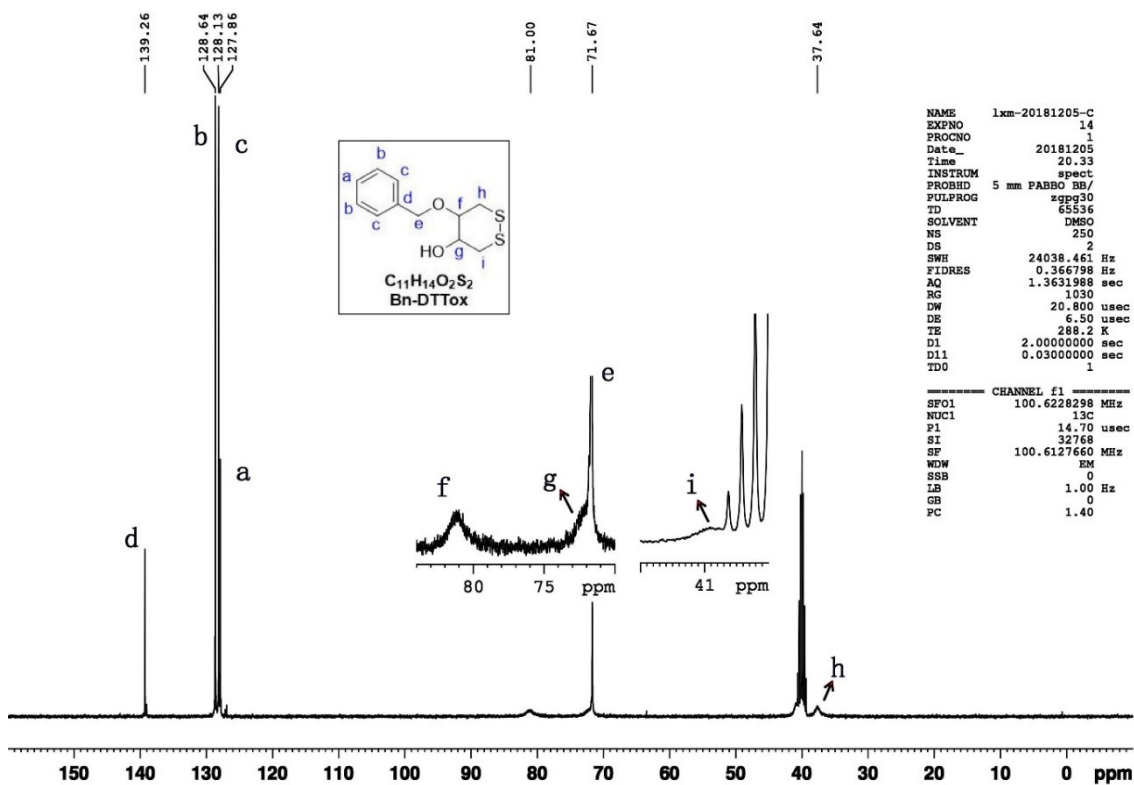 139.26
128.64
128.13
127.86
81.00
71.67
37.64
b
c
a
d
b
a
c
b
d
c
e
O
f
h
S
S
HO
g
i
C11H14O2S2
Bn-DTTox
NAME 1xm-20181205-C
EXPNO 14
PROCNO 1
Date_ 20181205
Time 20.33
INSTRUM spect
PROBHD 5 mm PABBO BB/
PULPROG zgpg30
TD 65536
SOLVENT DMSO
NS 250
DS 2
SWH 24038.461 Hz
FIDRES 0.366798 Hz
AQ 1.3631988 sec
RG 1030
DW 20.800 usec
DE 6.50 usec
TE 288.2 K
D1 2.00000000 sec
D11 0.03000000 sec
TD0 1
======== CHANNEL f1 ========
SFO1 100.6228298 MHz
NUC1 13C
P1 14.70 usec
SI 32768
SF 100.6127660 MHz
WDW EM
SSB 0
LB 1.00 Hz
GB 0
PC 1.40
f
g
e
i
80 75 ppm
41 ppm
h
150 140 130 120 110 100 90 80 70 60 50 40 30 20 10 0 ppm